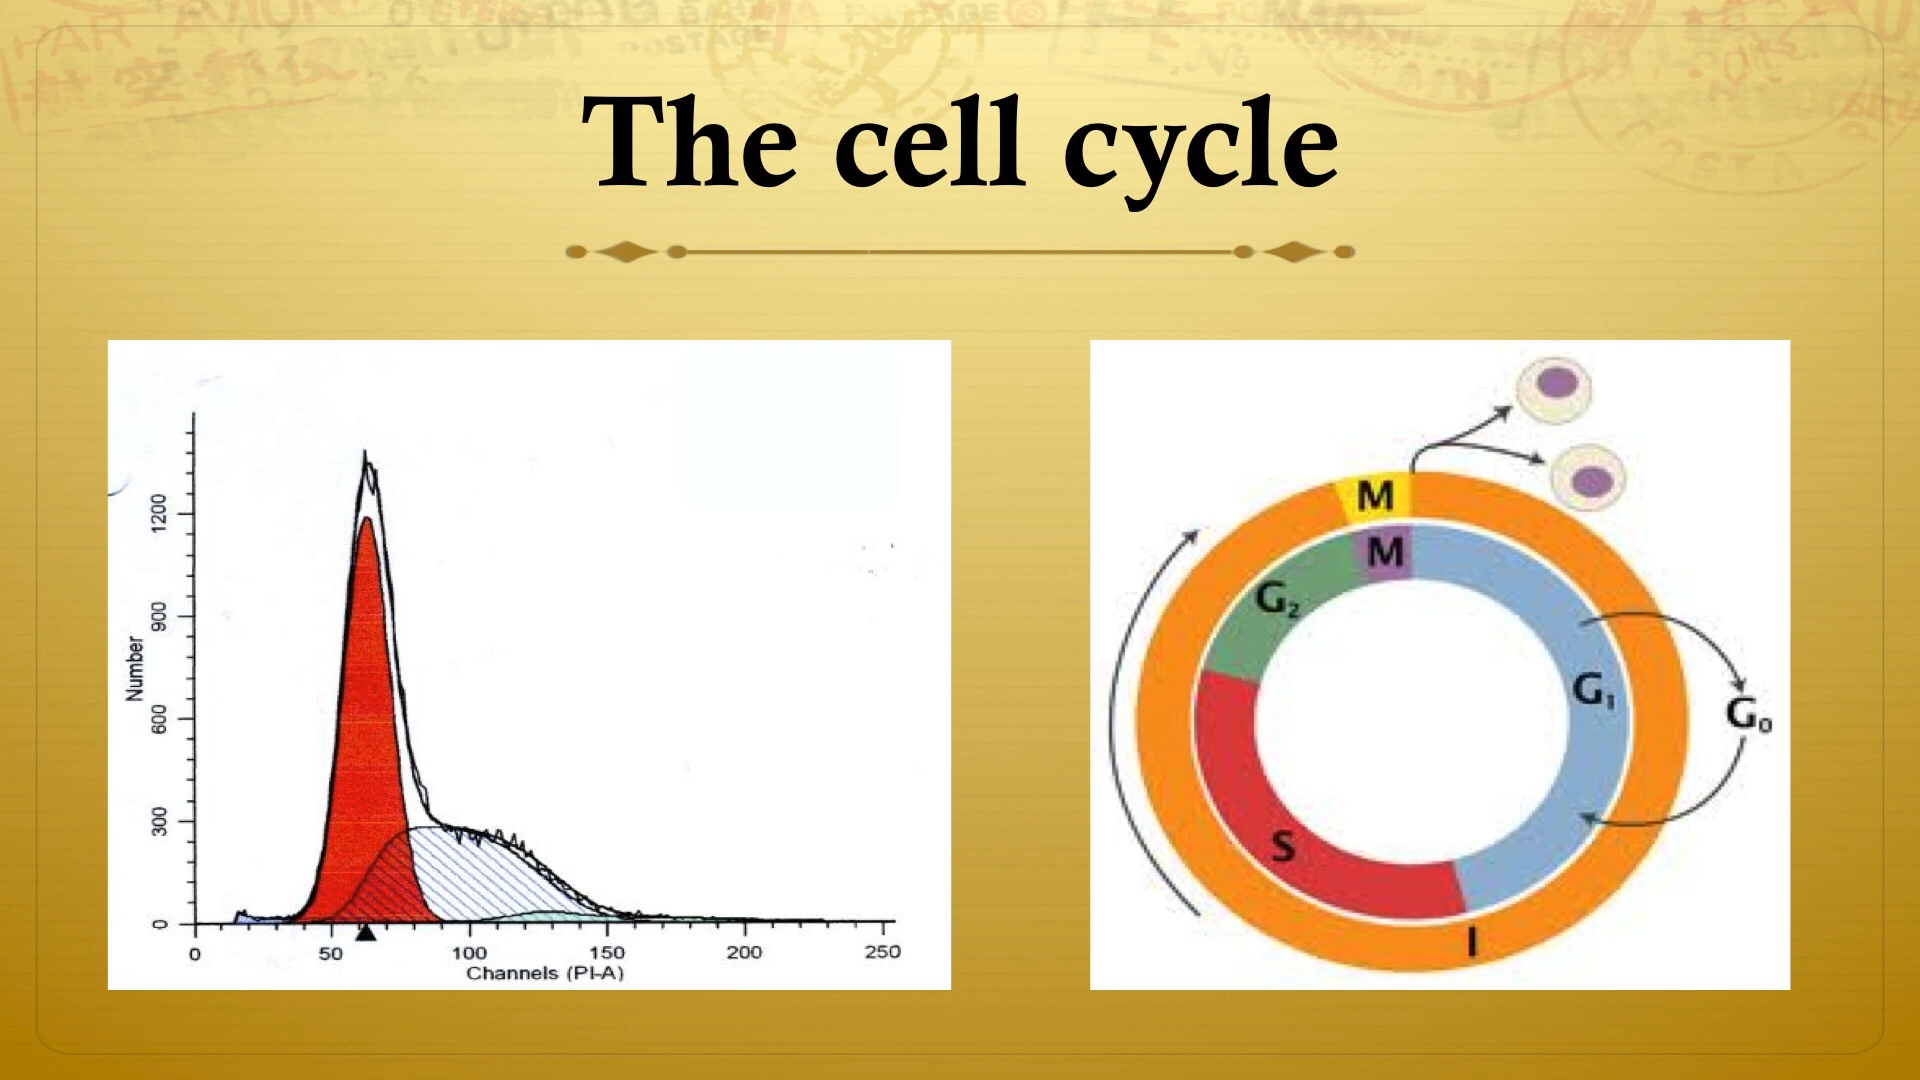 The cell cycle
Number
1200
900
600
300
0
0 50 100 150 200 250
Channels (PI-A)
M
M
G₂
G₁
G₀
S
I